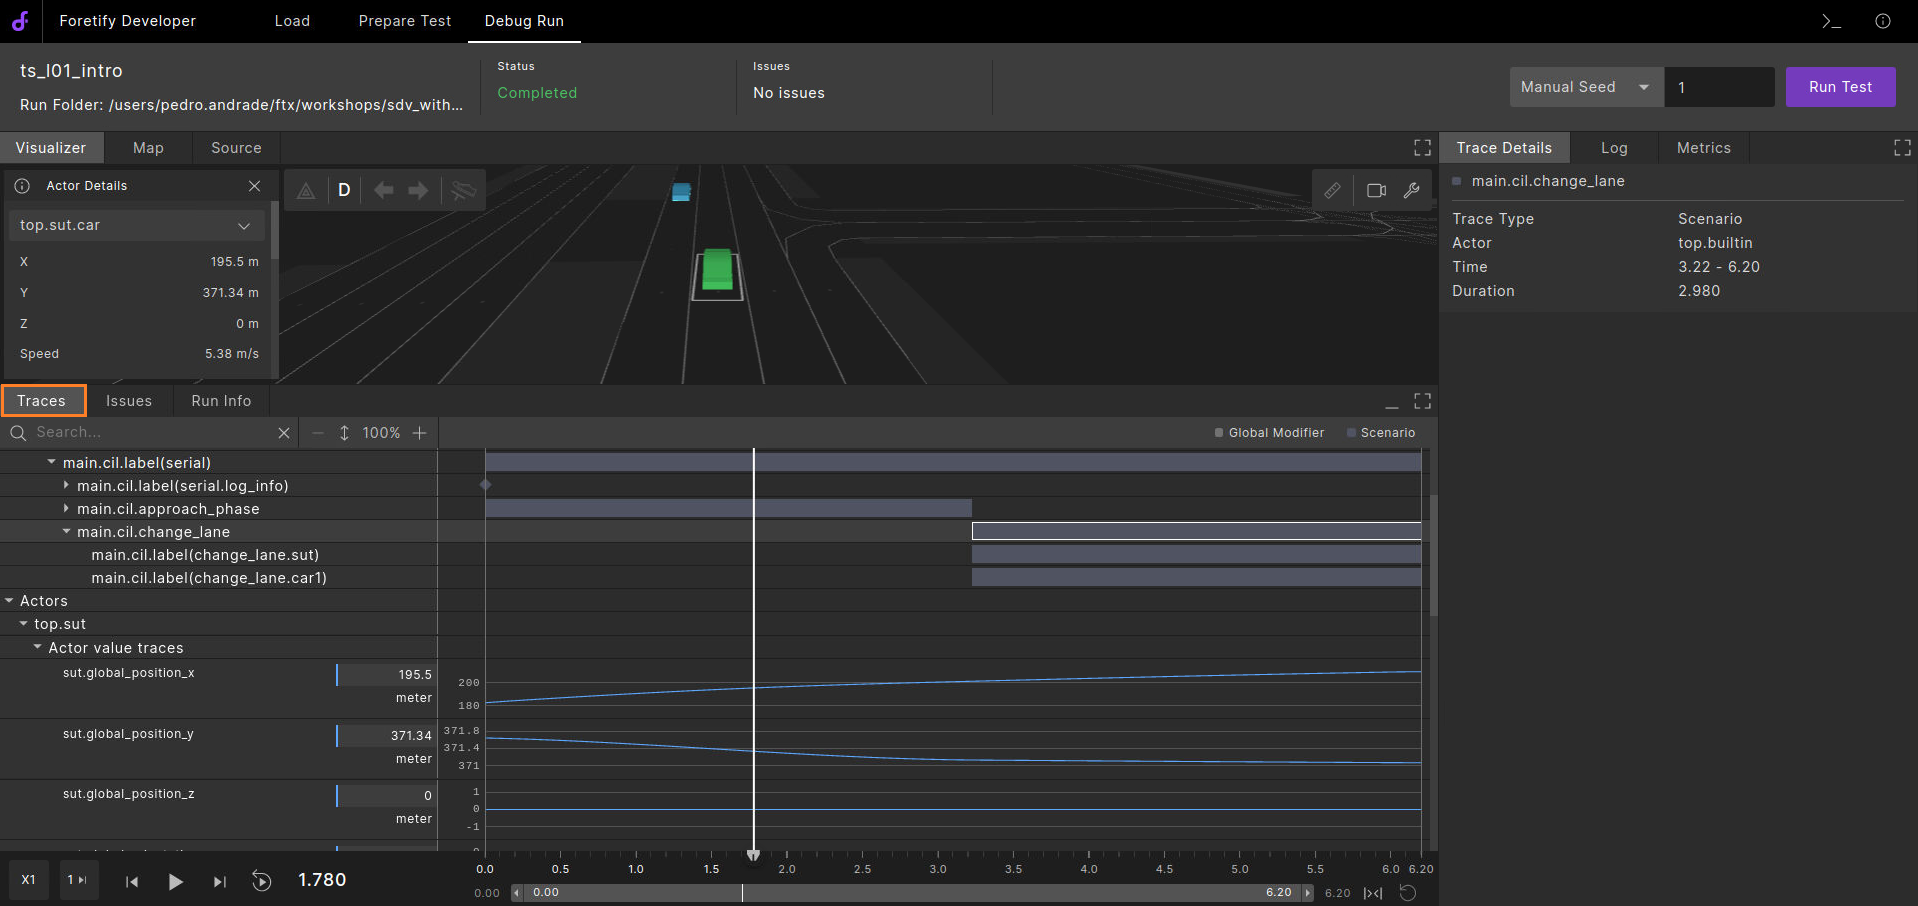 Foretify Developer Load Prepare Test Debug Run
ts_l01_intro
Run Folder: /users/pedro.andrade/ftx/workshops/sdv_with...
Status
Completed
Issues
No issues
Manual Seed 1 Run Test
Visualizer Map Source
Actor Details
top.sut.car
X 195.5 m
Y 371.34 m
Z 0 m
Speed 5.38 m/s
D
Trace Details Log Metrics
main.cil.change_lane
Trace Type Scenario
Actor top.builtin
Time 3.22 - 6.20
Duration 2.980
Traces Issues Run Info
Search... 100% Global Modifier Scenario
main.cil.label(serial)
main.cil.label(serial.log_info)
main.cil.approach_phase
main.cil.change_lane
main.cil.label(change_lane.sut)
main.cil.label(change_lane.car1)
Actors
top.sut
Actor value traces
sut.global_position_x 195.5
meter
200
180
sut.global_position_y 371.34
meter
371.8
371.4
371
sut.global_position_z 0
meter
1
0
-1
X1 1 1.780
0.0 0.5 1.0 1.5 2.0 2.5 3.0 3.5 4.0 4.5 5.0 5.5 6.0 6.20
0.00 0.00 6.20 6.20